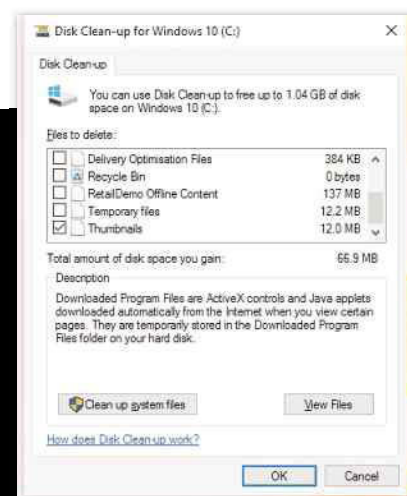 Disk Clean-up for Windows 10 (C:)
Disk Clean-up
You can use Disk Clean-up to free up to 1.04 GB of disk
space on Windows 10 (C:).
Files to delete:
Delivery Optimisation Files 384 KB
Recycle Bin 0 bytes
RetailDemo Offline Content 137 MB
Temporary files 12.2 MB
Thumbnails 12.0 MB
Total amount of disk space you gain: 66.9 MB
Description
Downloaded Program Files are ActiveX controls and Java applets
downloaded automatically from the Internet when you view certain
pages. They are temporarily stored in the Downloaded Program
Files folder on your hard disk.
Clean up system files View Files
How does Disk Clean-up work?
OK Cancel